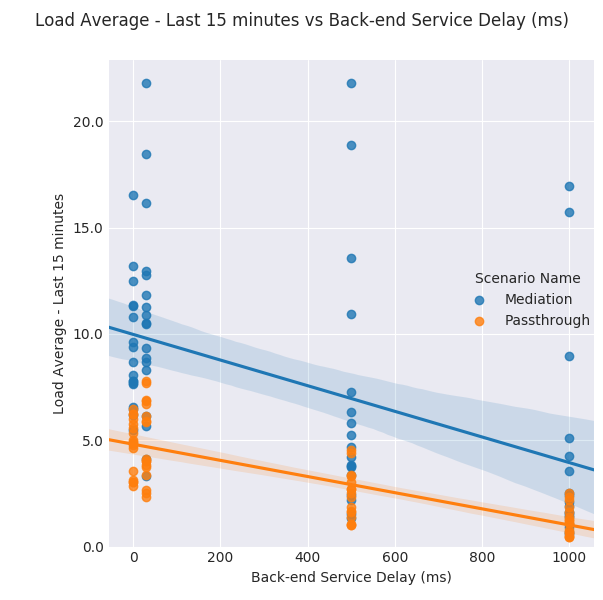 Load Average - Last 15 minutes vs Back-end Service Delay (ms)
20.0
15.0
10.0
5.0
0.0
Load Average - Last 15 minutes
Scenario Name
Mediation
Passthrough
0
200
400
600
800
1000
Back-end Service Delay (ms)